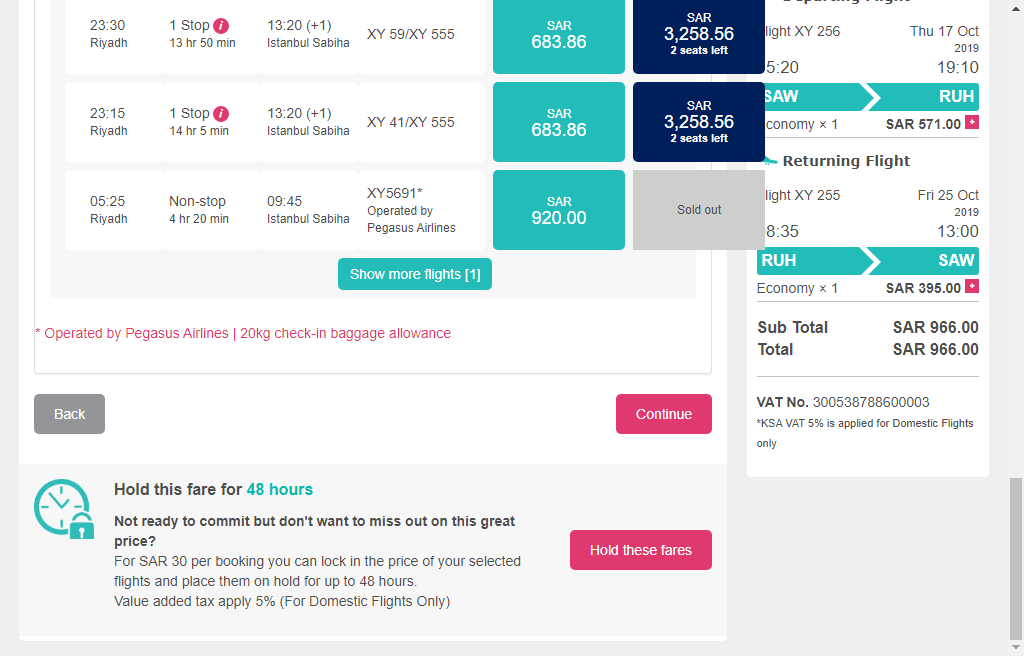 23:30
Riyadh
1 Stop i
13 hr 50 min
13:20 (+1)
Istanbul Sabiha
XY 59/XY 555
SAR
683.86
SAR
3,258.56
2 seats left
23:15
Riyadh
1 Stop i
14 hr 5 min
13:20 (+1)
Istanbul Sabiha
XY 41/XY 555
SAR
683.86
SAR
3,258.56
2 seats left
05:25
Riyadh
Non-stop
4 hr 20 min
09:45
Istanbul Sabiha
XY5691*
Operated by
Pegasus Airlines
SAR
920.00
Sold out
Show more flights [1]
* Operated by Pegasus Airlines | 20kg check-in baggage allowance
Back
Continue
Hold this fare for 48 hours
Not ready to commit but don't want to miss out on this great
price?
For SAR 30 per booking you can lock in the price of your selected
flights and place them on hold for up to 48 hours.
Value added tax apply 5% (For Domestic Flights Only)
Hold these fares
light XY 256
Thu 17 Oct
2019
5:20
19:10
SAW
RUH
conomy × 1
SAR 571.00 +
Returning Flight
light XY 255
Fri 25 Oct
2019
8:35
13:00
RUH
SAW
Economy × 1
SAR 395.00 +
Sub Total
SAR 966.00
Total
SAR 966.00
VAT No. 300538788600003
*KSA VAT 5% is applied for Domestic Flights
only